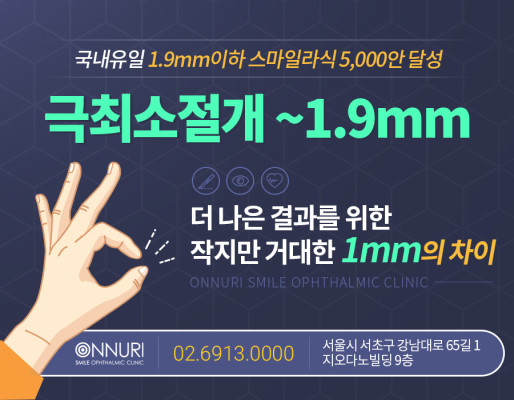 국내유일 1.9mm이하 스마일라식 5,000안 달성
극최소절개 ~1.9mm
더 나은 결과를 위한
작지만 거대한 1mm의 차이
ONNURI SMILE OPHTHALMIC CLINIC
ONNURI
SMILE OPHTHALMIC CLINIC
02.6913.0000
서울시 서초구 강남대로 65길 1
지오다노빌딩 9층